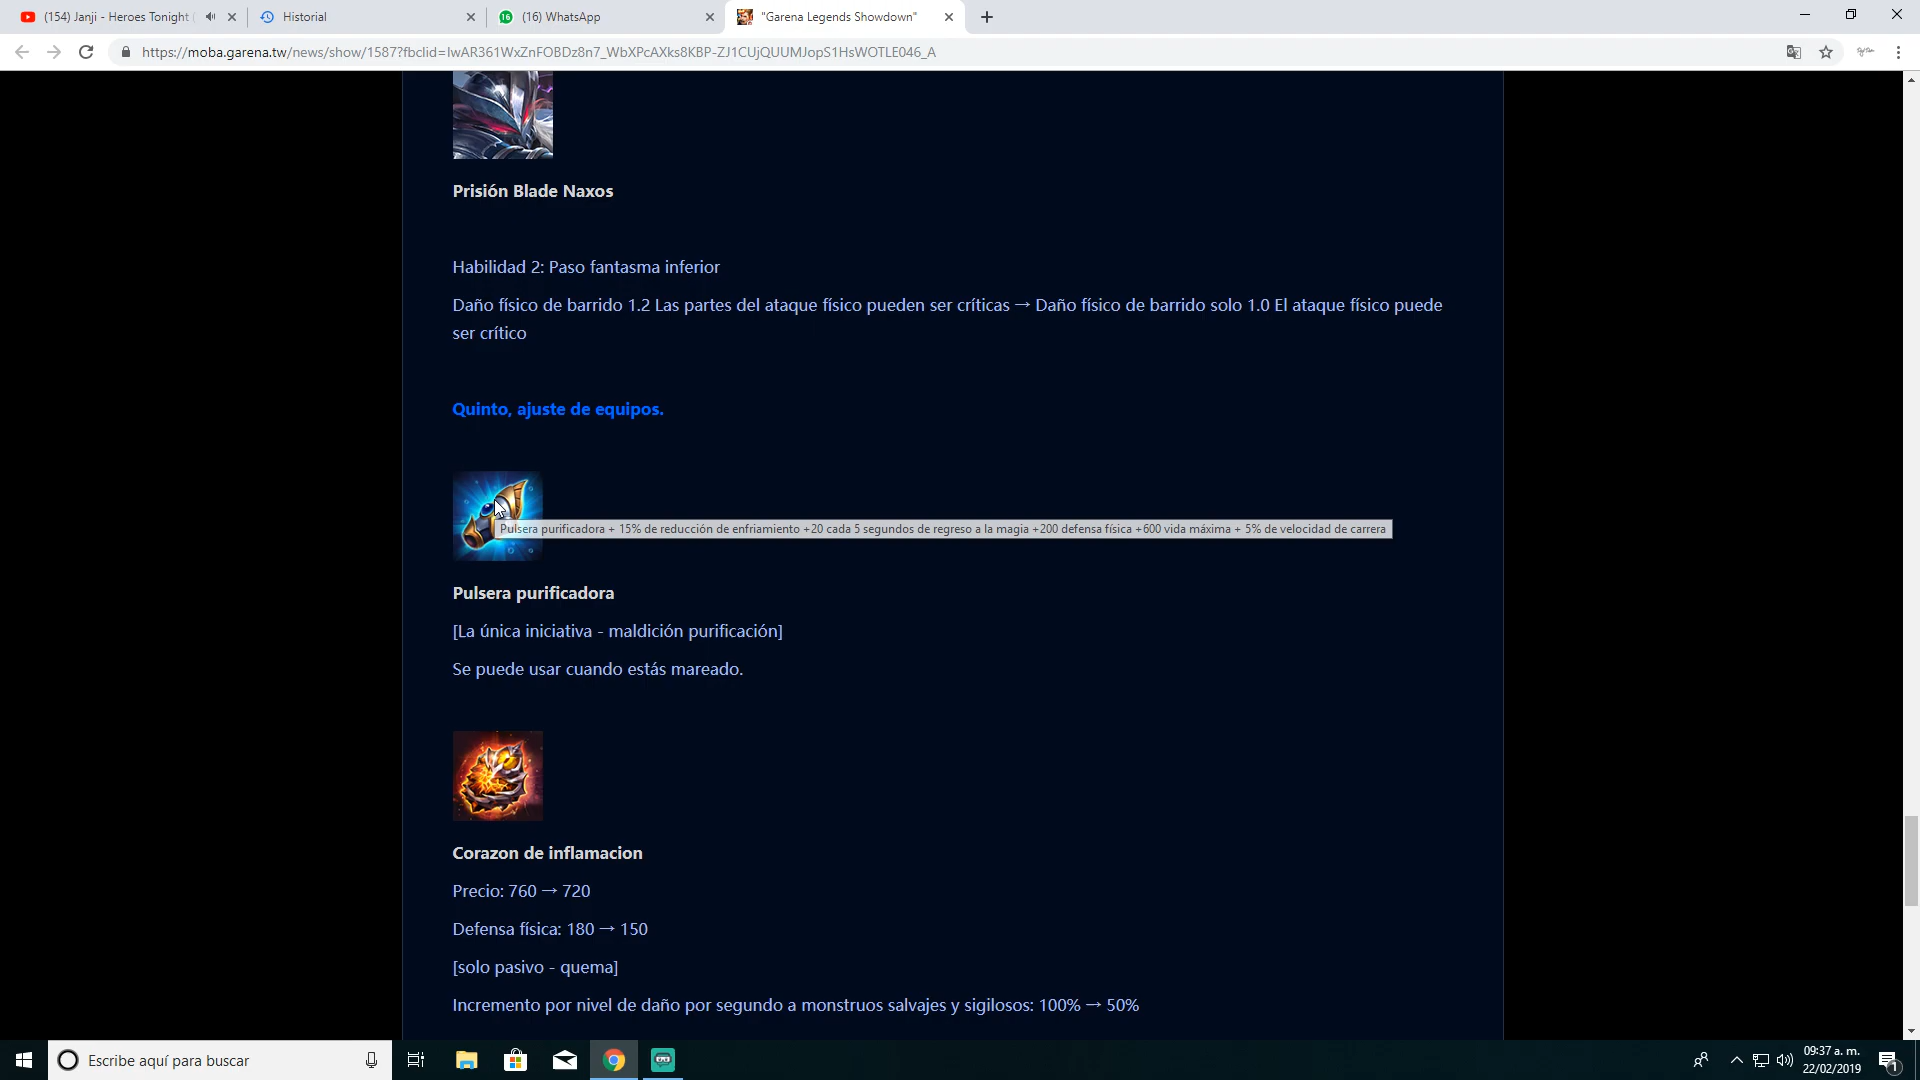 (154) Janji - Heroes Tonight
Historial
(16) WhatsApp
"Garena Legends Showdown"
https://moba.garena.tw/news/show/1587?fbclid=IwAR361WxZnFOBDz8n7_WbXPcAXks8KBP-ZJ1CUjQUUMJopS1HsWOTLE046_A
Prisión Blade Naxos
Habilidad 2: Paso fantasma inferior
Daño físico de barrido 1.2 Las partes del ataque físico pueden ser críticas → Daño físico de barrido solo 1.0 El ataque físico puede
ser crítico
Quinto, ajuste de equipos.
Pulsera purificadora + 15% de reducción de enfriamiento +20 cada 5 segundos de regreso a la magia +200 defensa física +600 vida máxima + 5% de velocidad de carrera
Pulsera purificadora
[La única iniciativa - maldición purificación]
Se puede usar cuando estás mareado.
Corazon de inflamacion
Precio: 760 → 720
Defensa física: 180 → 150
[solo pasivo - quema]
Incremento por nivel de daño por segundo a monstruos salvajes y sigilosos: 100% → 50%
Escribe aquí para buscar
09:37 a. m.
22/02/2019
1